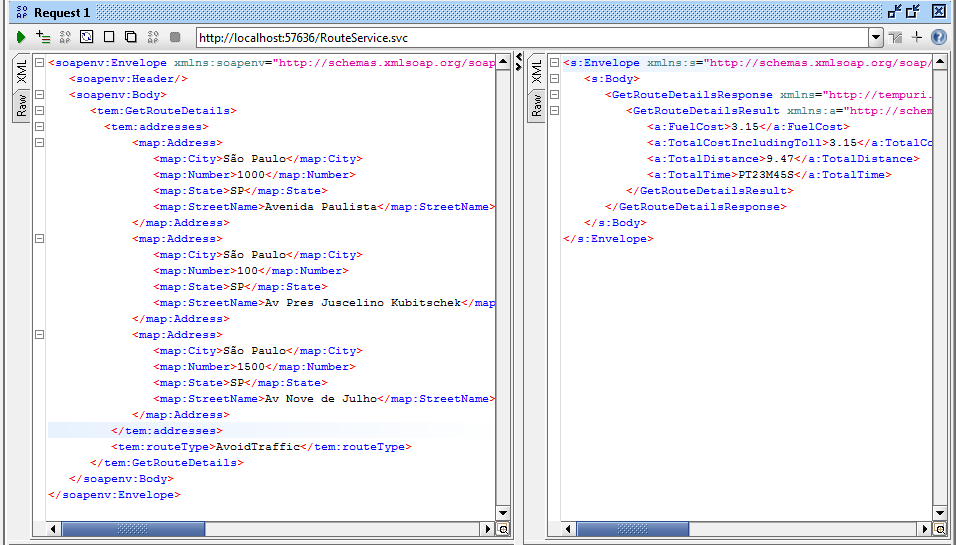 SO
AP
Request 1
SO
AP
SO
AP
http://localhost:57636/RouteService.svc
?
XML
Raw
<soapenv:Envelope xmlns:soapenv="http://schemas.xmlsoap.org/soap
<soapenv:Header/>
<soapenv:Body>
<tem:GetRouteDetails>
<tem:addresses>
<map:Address>
<map:City>São Paulo</map:City>
<map:Number>1000</map:Number>
<map:State>SP</map:State>
<map:StreetName>Avenida Paulista</map:StreetName>
</map:Address>
<map:Address>
<map:City>São Paulo</map:City>
<map:Number>100</map:Number>
<map:State>SP</map:State>
<map:StreetName>Av Pres Juscelino Kubitschek</map
</map:Address>
<map:Address>
<map:City>São Paulo</map:City>
<map:Number>1500</map:Number>
<map:State>SP</map:State>
<map:StreetName>Av Nove de Julho</map:StreetName>
</map:Address>
</tem:addresses>
<tem:routeType>AvoidTraffic</tem:routeType>
</tem:GetRouteDetails>
</soapenv:Body>
</soapenv:Envelope>
XML
Raw
<s:Envelope xmlns:s="http://schemas.xmlsoap.org/soap/
<s:Body>
<GetRouteDetailsResponse xmlns="http://tempuri.
<GetRouteDetailsResult xmlns:a="http://schem
<a:FuelCost>3.15</a:FuelCost>
<a:TotalCostIncludingToll>3.15</a:TotalCo
<a:TotalDistance>9.47</a:TotalDistance>
<a:TotalTime>PT23M45S</a:TotalTime>
</GetRouteDetailsResult>
</GetRouteDetailsResponse>
</s:Body>
</s:Envelope>